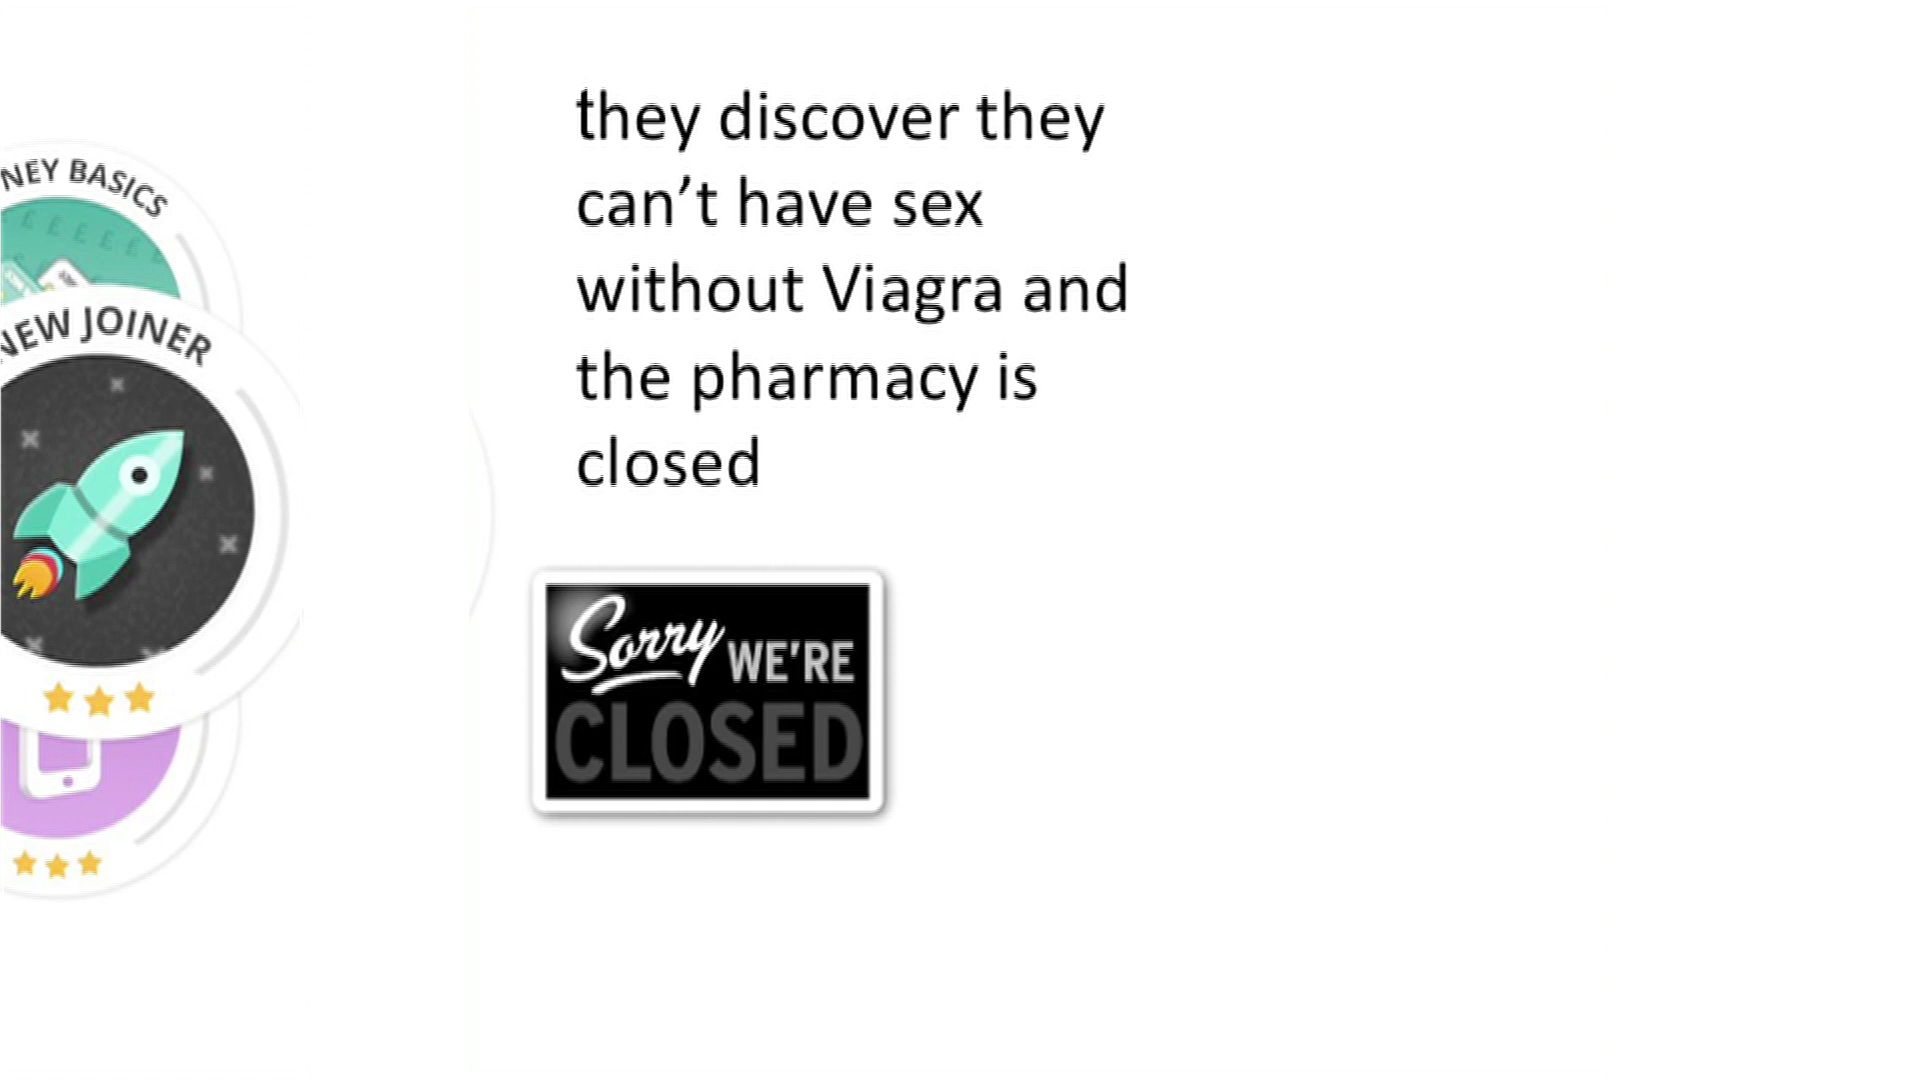 NEY BASICS
NEW JOINER
they discover they
can’t have sex
without Viagra and
the pharmacy is
closed
Sorry WE'RE
CLOSED